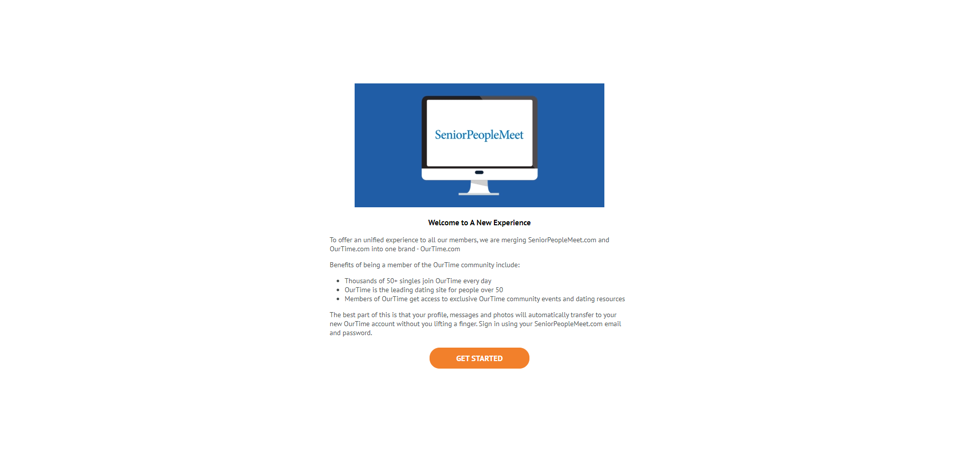 SeniorPeopleMeet
Welcome to A New Experience
To offer an unified experience to all our members, we are merging SeniorPeopleMeet.com and
OurTime.com into one brand - OurTime.com
Benefits of being a member of the OurTime community include:
• Thousands of 50+ singles join OurTime every day
• OurTime is the leading dating site for people over 50
• Members of OurTime get access to exclusive OurTime community events and dating resources
The best part of this is that your profile, messages and photos will automatically transfer to your
new OurTime account without you lifting a finger. Sign in using your SeniorPeopleMeet.com email
and password.
GET STARTED